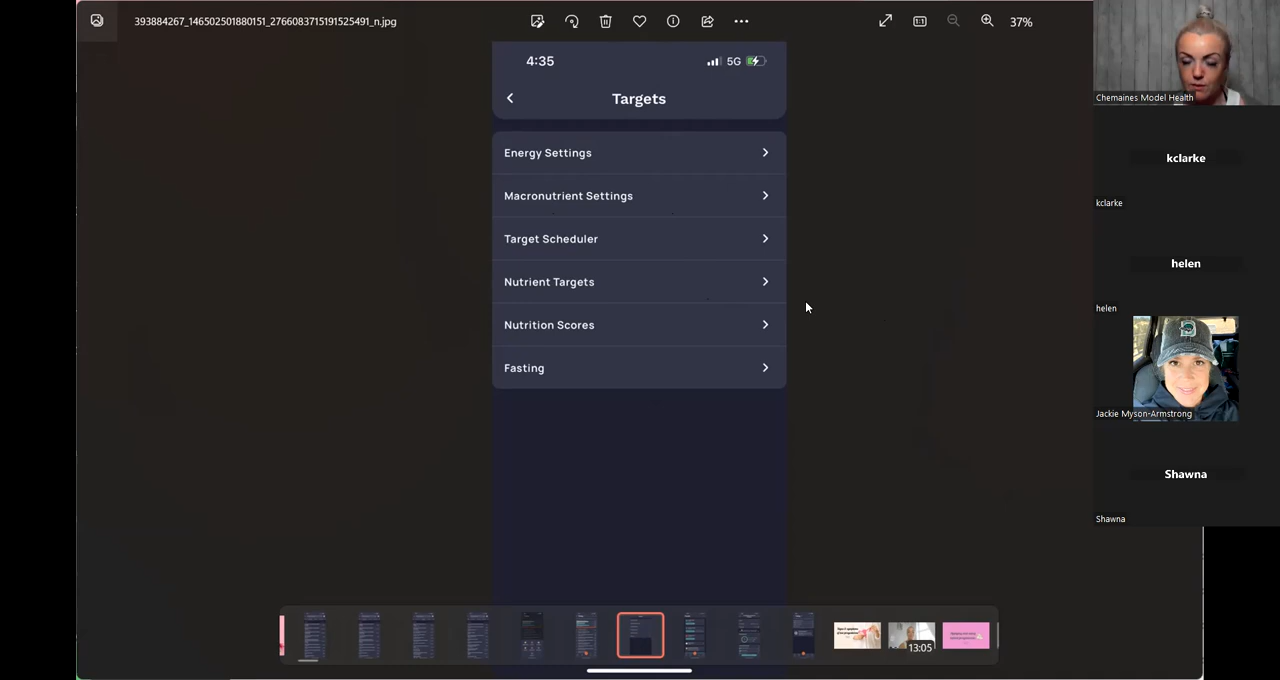 393884267_146502501880151_2766083715191525491_n.jpg
37%
4:35
5G
Targets
Energy Settings
Macronutrient Settings
Target Scheduler
Nutrient Targets
Nutrition Scores
Fasting
Chemaines Model Health
kclarke
kclarke
helen
helen
Jackie Myson-Armstrong
Shawna
Shawna
13:05